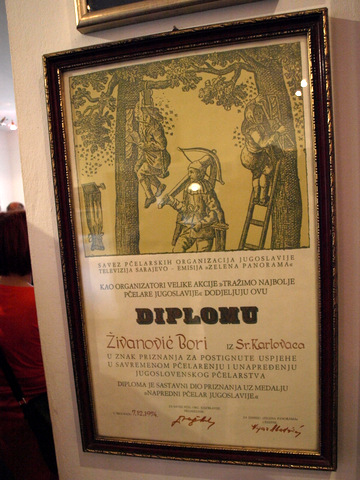 SAVEZ PČELARSKIH ORGANIZACIJA JUGOSLAVIJE
TELEVIZIJA SARAJEVO – EMISIJA »ZELENA PANORAMA«
KAO ORGANIZATORI VELIKE AKCIJE »TRAŽIMO NAJBOLJE
PČELARE JUGOSLAVIJE« DODJELJUJU OVU
DIPLOMU
Živanović Bori IZ Sr. Karlovaca
U ZNAK PRIZNANJA ZA POSTIGNUTE USPJEHE
U SAVREMENOM PČELARENJU I UNAPREĐENJU
JUGOSLOVENSKOG PČELARSTVA
DIPLOMA JE SASTAVNI DIO PRIZNANJA UZ MEDALJU
»NAPREDNI PČELAR JUGOSLAVIJE«